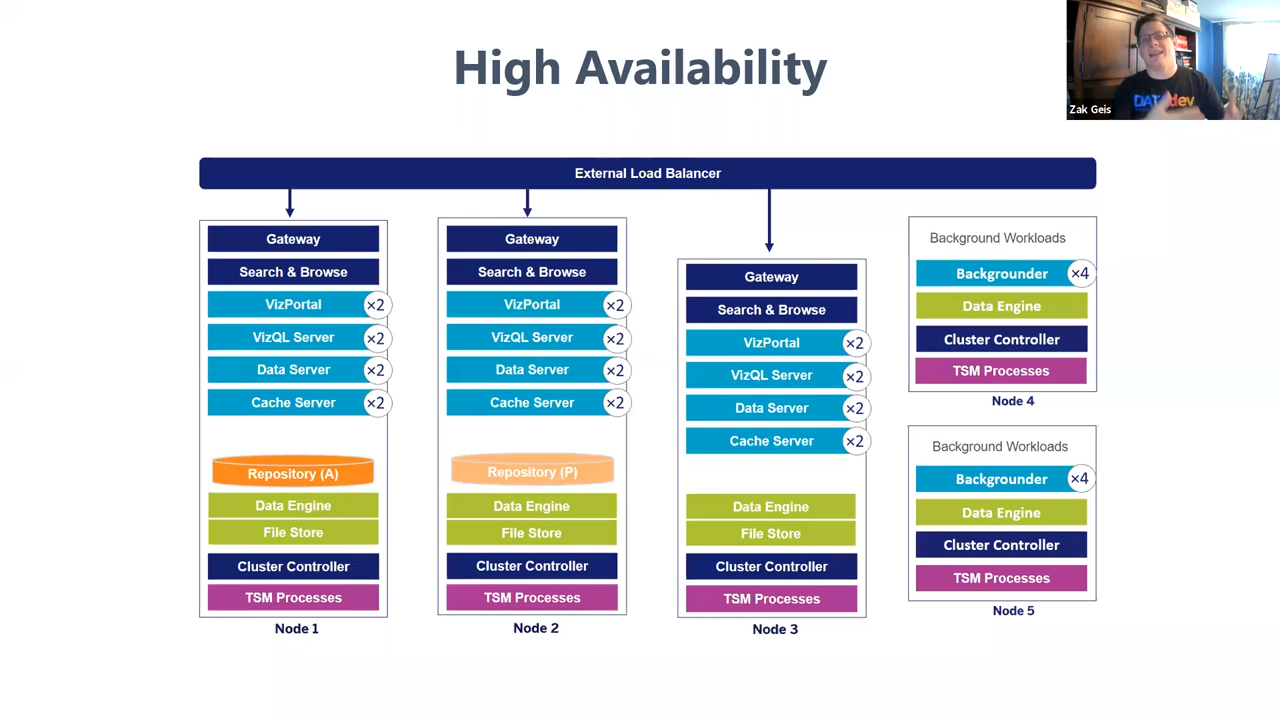 High Availability
Zak Geis
DATAdev
External Load Balancer
Gateway
Search & Browse
VizPortal
×2
VizQL Server
×2
Data Server
×2
Cache Server
×2
Repository (A)
Data Engine
File Store
Cluster Controller
TSM Processes
Node 1
Gateway
Search & Browse
VizPortal
×2
VizQL Server
×2
Data Server
×2
Cache Server
×2
Repository (P)
Data Engine
File Store
Cluster Controller
TSM Processes
Node 2
Gateway
Search & Browse
VizPortal
×2
VizQL Server
×2
Data Server
×2
Cache Server
×2
Data Engine
File Store
Cluster Controller
TSM Processes
Node 3
Background Workloads
Backgrounder
×4
Data Engine
Cluster Controller
TSM Processes
Node 4
Background Workloads
Backgrounder
×4
Data Engine
Cluster Controller
TSM Processes
Node 5